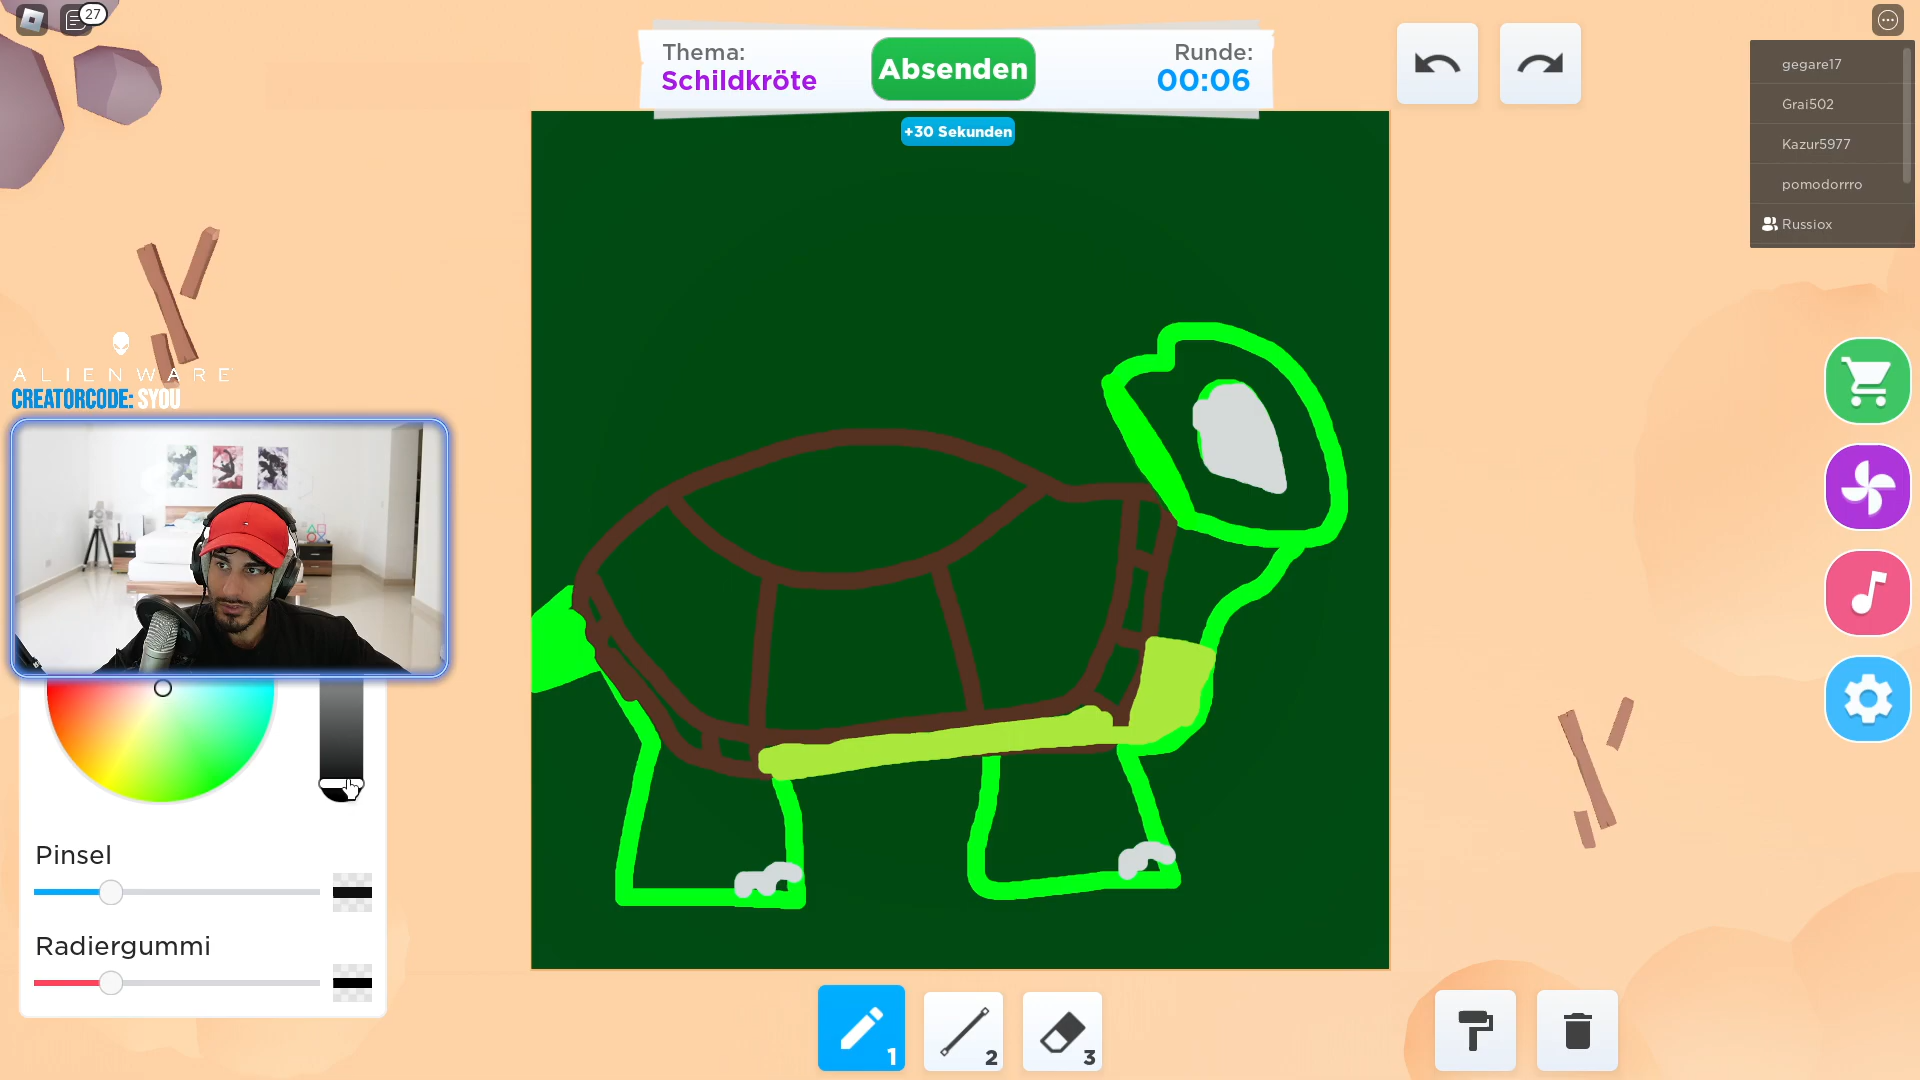 27
Thema:
Schildkröte
Absenden
Runde:
00:06
+30 Sekunden
gegare17
Grai502
Kazur5977
pomodorrro
Russiox
ALIENWARE
CREATORCODE: SYOU
Pinsel
Radiergummi
1
2
3